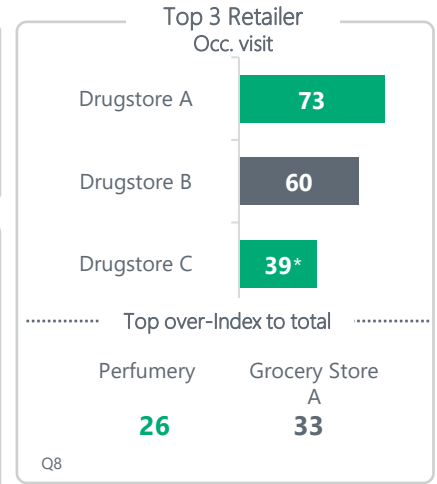 Top 3 Retailer
Occ. visit
Drugstore A 73
Drugstore B 60
Drugstore C 39*
Top over-Index to total
Perfumery Grocery Store
A
26 33
Q8